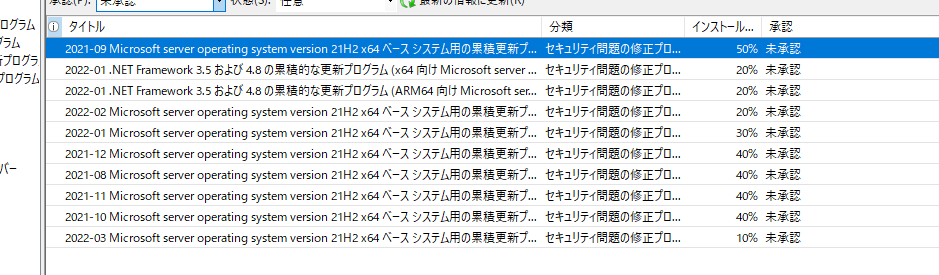 承認(P): 未承認 状態(S): 任意 最新の情報に更新(R)
ログラム
グラム
新プログラム
プログラム
バー
タイトル 分類 インストール... 承認
2021-09 Microsoft server operating system version 21H2 x64 ベース システム用の累積更新プ... セキュリティ問題の修正プロ... 50% 未承認
2022-01 .NET Framework 3.5 および 4.8 の累積的な更新プログラム (x64 向け Microsoft server ... セキュリティ問題の修正プロ... 20% 未承認
2022-01 .NET Framework 3.5 および 4.8 の累積的な更新プログラム (ARM64 向け Microsoft ser... セキュリティ問題の修正プロ... 20% 未承認
2022-02 Microsoft server operating system version 21H2 x64 ベース システム用の累積更新プ... セキュリティ問題の修正プロ... 20% 未承認
2022-01 Microsoft server operating system version 21H2 x64 ベース システム用の累積更新プ... セキュリティ問題の修正プロ... 30% 未承認
2021-12 Microsoft server operating system version 21H2 x64 ベース システム用の累積更新プ... セキュリティ問題の修正プロ... 40% 未承認
2021-08 Microsoft server operating system version 21H2 x64 ベース システム用の累積更新プ... セキュリティ問題の修正プロ... 40% 未承認
2021-11 Microsoft server operating system version 21H2 x64 ベース システム用の累積更新プ... セキュリティ問題の修正プロ... 40% 未承認
2021-10 Microsoft server operating system version 21H2 x64 ベース システム用の累積更新プ... セキュリティ問題の修正プロ... 40% 未承認
2022-03 Microsoft server operating system version 21H2 x64 ベース システム用の累積更新プ... セキュリティ問題の修正プロ... 10% 未承認